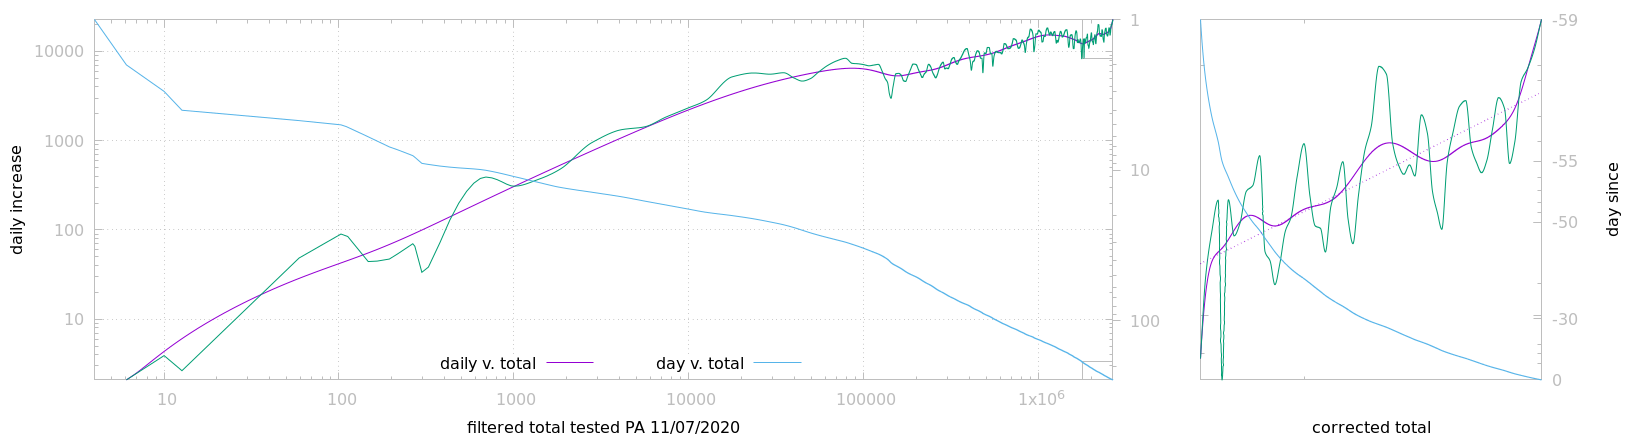 daily increase
10000
1000
100
10
10
100
1000
10000
100000
1x10⁶
1
10
100
daily v. total
day v. total
filtered total tested PA 11/07/2020
-59
-55
-50
-30
0
day since
corrected total